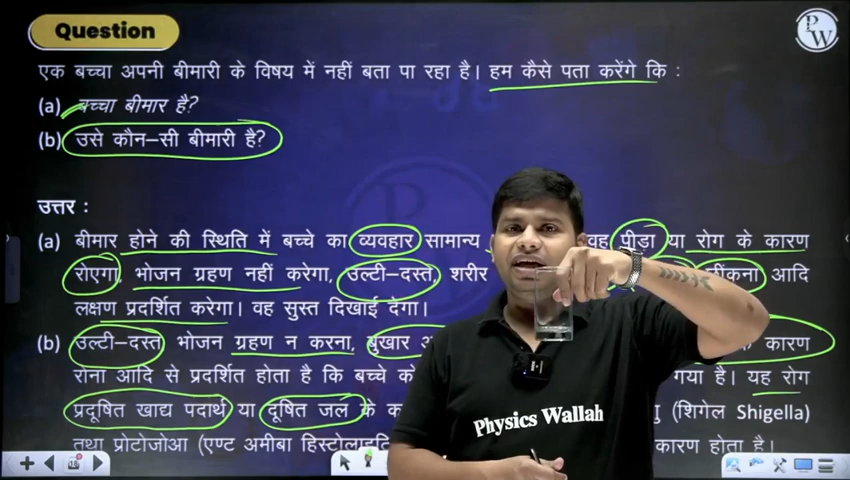 Question
PW
एक बच्चा अपनी बीमारी के विषय में नहीं बता पा रहा है। हम कैसे पता करेंगे कि :
(a) बच्चा बीमार है?
(b) उसे कौन–सी बीमारी है?
उत्तर :
(a) बीमार होने की स्थिति में बच्चे का व्यवहार सामान्य वह पीड़ा या रोग के कारण
रोएगा, भोजन ग्रहण नहीं करेगा, उल्टी–दस्त, शरीर छींकना आदि
लक्षण प्रदर्शित करेगा। वह सुस्त दिखाई देगा।
(b) उल्टी–दस्त भोजन ग्रहण न करना, बुखार कारण
रोना आदि से प्रदर्शित होता है कि बच्चे को गया है। यह रोग
प्रदूषित खाद्य पदार्थ या दूषित जल के (शिगेल Shigella)
तथा प्रोटोजोआ (एण्ट अमीबा कारण होता है।
Physics Wallah